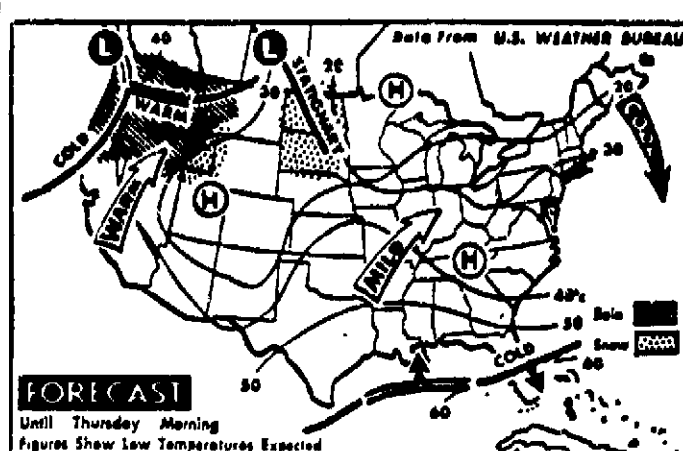 L
40
L
Data From U.S. WEATHER BUREAU
STATIONARY
20
30
H
20
WARM
COLD
COLD
30
WARM
H
MILD
H
40's
50
Rain
Snow
COLD
50
60
60
FORECAST
Until Thursday Morning
Figures Show Low Temperatures Expected